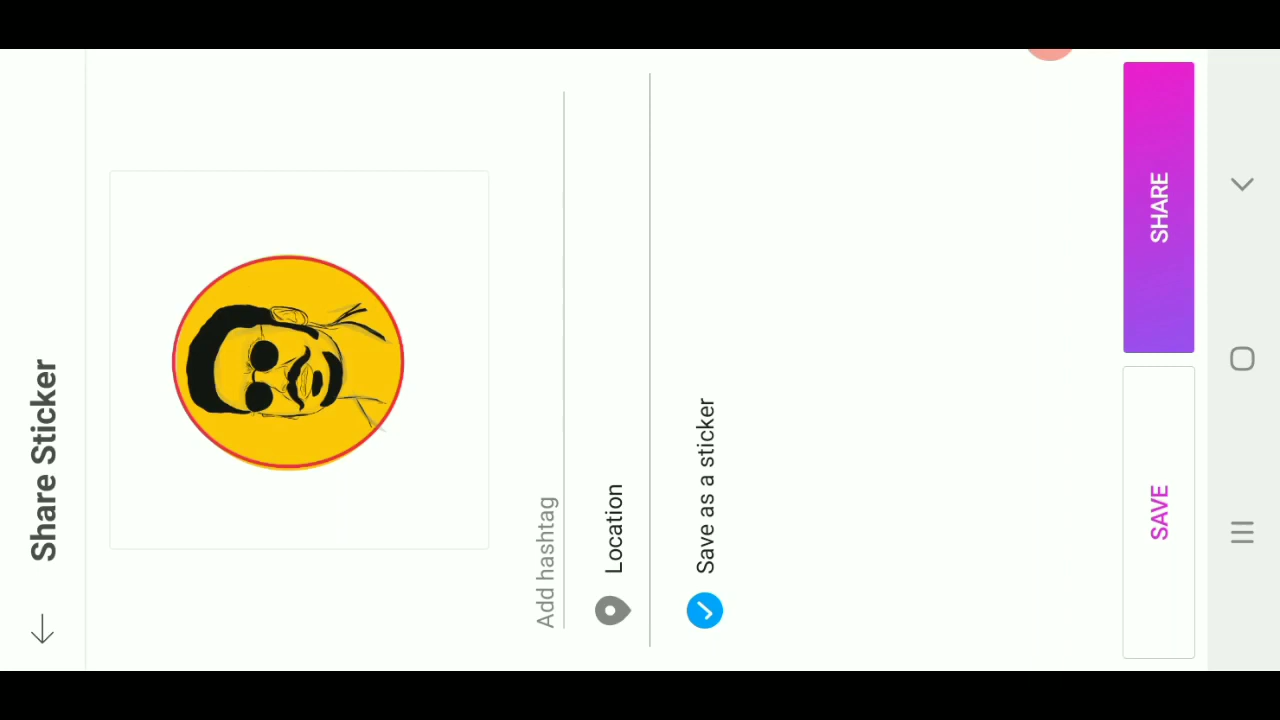 Share Sticker
Add hashtag
Location
Save as a sticker
SAVE
SHARE